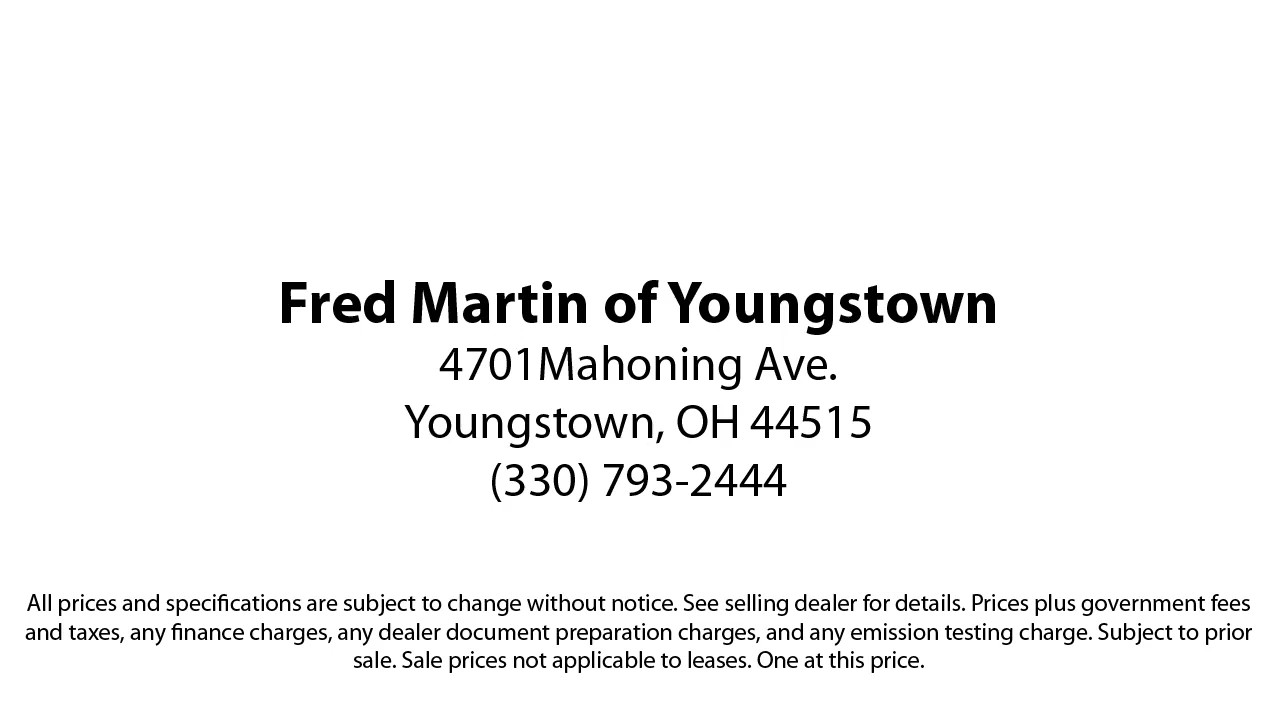 Fred Martin of Youngstown
4701Mahoning Ave.
Youngstown, OH 44515
(330) 793-2444
All prices and specifications are subject to change without notice. See selling dealer for details. Prices plus government fees
and taxes, any finance charges, any dealer document preparation charges, and any emission testing charge. Subject to prior
sale. Sale prices not applicable to leases. One at this price.